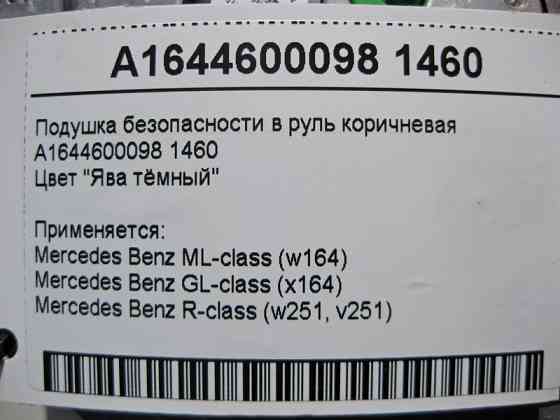 A1644600098 1460
Подушка безопасности в руль коричневая
A1644600098 1460
Цвет "Ява тёмный"
Применяется:
Mercedes Benz ML-class (w164)
Mercedes Benz GL-class (x164)
Mercedes Benz R-class (w251, v251)